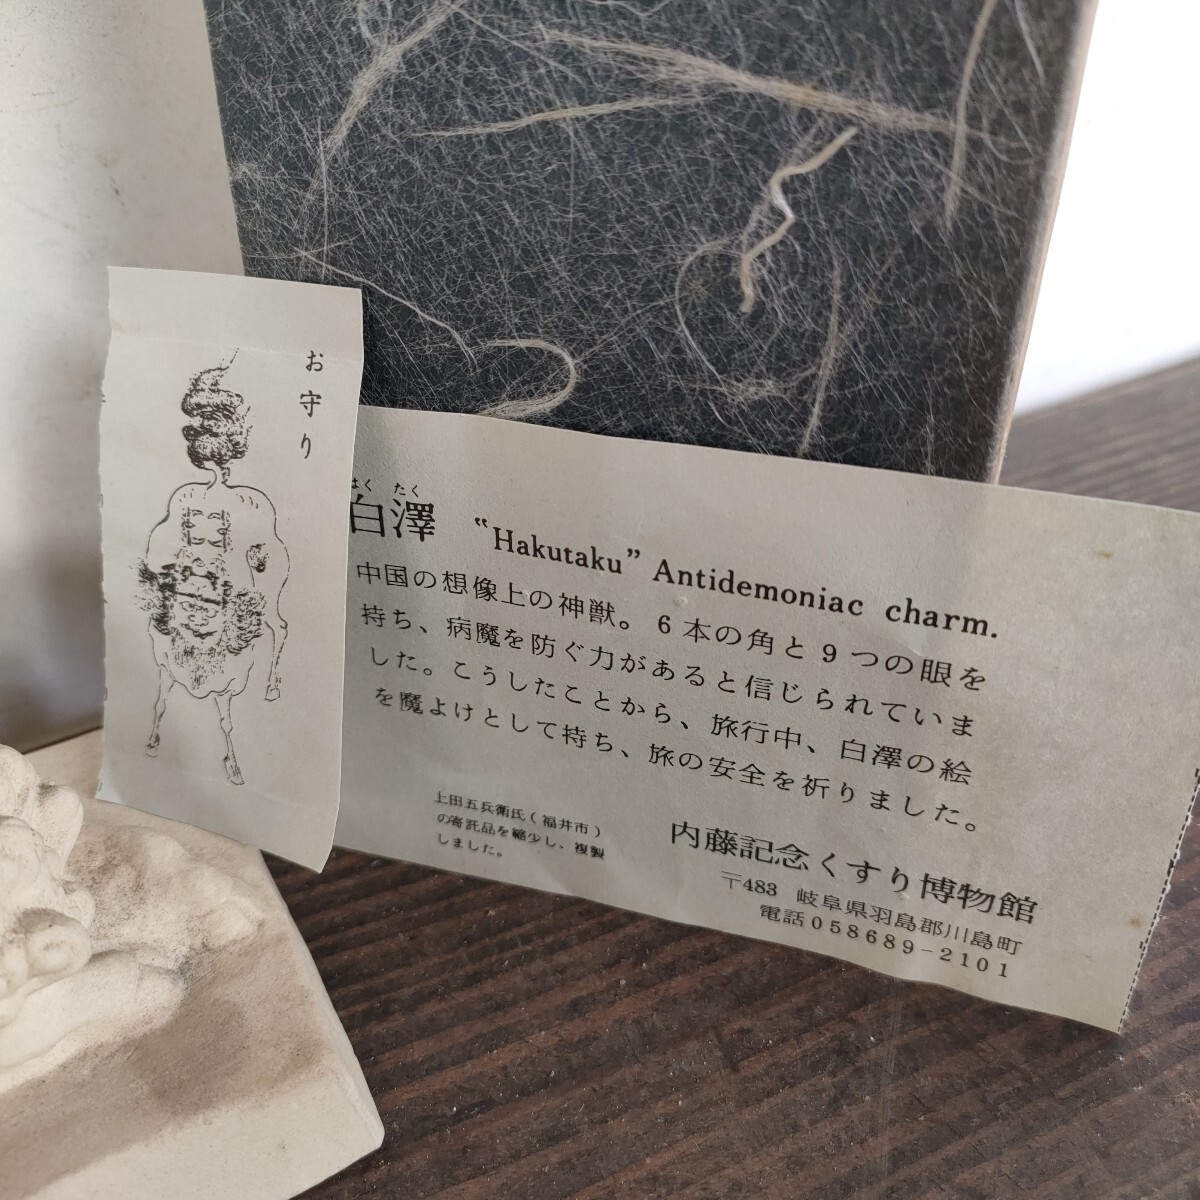 お守り
はく たく
白澤 “Hakutaku” Antidemoniac charm.
中国の想像上の神獣。6本の角と9つの眼を
持ち、病魔を防ぐ力があると信じられていま
した。こうしたことから、旅行中、白澤の絵
を魔よけとして持ち、旅の安全を祈りました。
上田五兵衛氏(福井市)
の寄託品を縮少し、複製
しました。
内藤記念くすり博物館
〒483 岐阜県羽島郡川島町
電話058689-2101